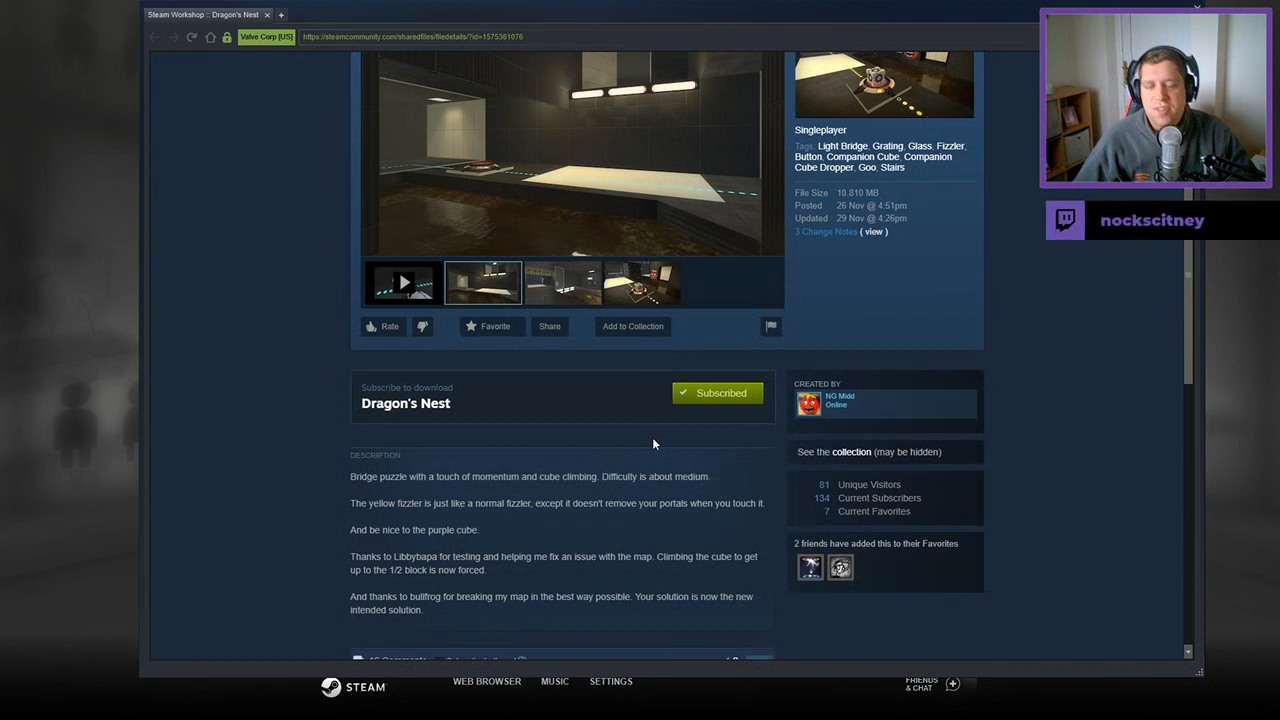 Steam Workshop :: Dragon's Nest
Valve Corp [US]
https://steamcommunity.com/sharedfiles/filedetails/?id=1575361076
nockscitney
Singleplayer
Tags: Light Bridge, Grating, Glass, Fizzler,
Button, Companion Cube, Companion
Cube Dropper, Goo, Stairs
File Size 10.810 MB
Posted 26 Nov @ 4:51pm
Updated 29 Nov @ 4:26pm
3 Change Notes ( view )
Rate
Favorite
Share
Add to Collection
Subscribe to download
Dragon's Nest
Subscribed
CREATED BY
NG Midd
Online
See the collection (may be hidden)
81 Unique Visitors
134 Current Subscribers
7 Current Favorites
2 friends have added this to their Favorites
DESCRIPTION
Bridge puzzle with a touch of momentum and cube climbing. Difficulty is about medium.
The yellow fizzler is just like a normal fizzler, except it doesn't remove your portals when you touch it.
And be nice to the purple cube.
Thanks to Libbybapa for testing and helping me fix an issue with the map. Climbing the cube to get
up to the 1/2 block is now forced.
And thanks to bullfrog for breaking my map in the best way possible. Your solution is now the new
intended solution.
STEAM
WEB BROWSER
MUSIC
SETTINGS
FRIENDS
& CHAT